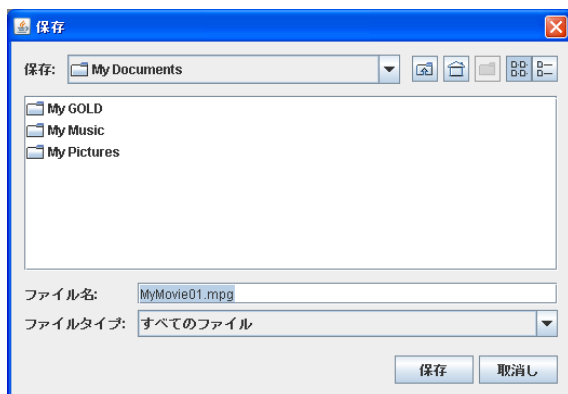 保存
保存: My Documents
My GOLD
My Music
My Pictures
ファイル名: MyMovie01.mpg
ファイルタイプ: すべてのファイル
保存 取消し